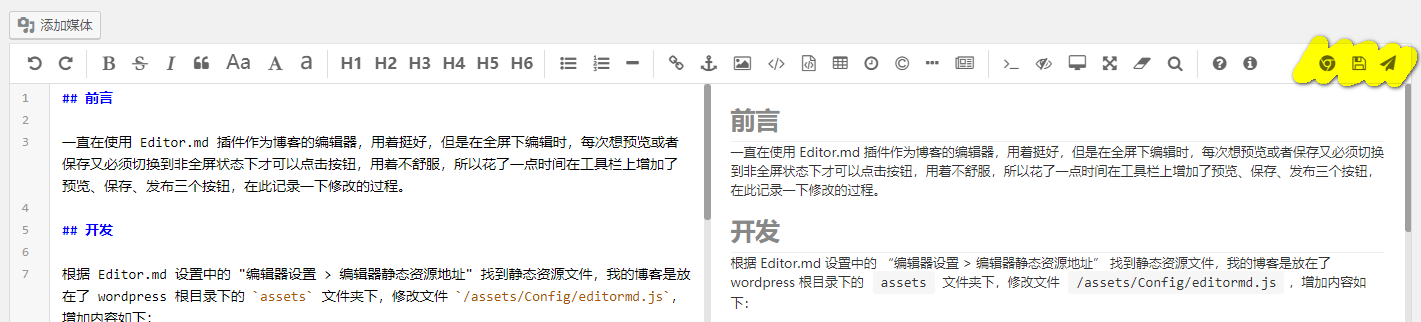 添加媒体
B S I “ Aa A a H1 H2 H3 H4 H5 H6
1 ## 前言
2
3 一直在使用 Editor.md 插件作为博客的编辑器，用着挺好，但是在全屏下编辑时，每次想预览或者
保存又必须切换到非全屏状态下才可以点击按钮，用着不舒服，所以花了一点时间在工具栏上增加了
预览、保存、发布三个按钮，在此记录一下修改的过程。
4
5 ## 开发
6
7 根据 Editor.md 设置中的 "编辑器设置 > 编辑器静态资源地址" 找到静态资源文件，我的博客是放
在了 wordpress 根目录下的 `assets` 文件夹下，修改文件 `/assets/Config/editormd.js`，
增加内容如下：
前言
一直在使用 Editor.md 插件作为博客的编辑器，用着挺好，但是在全屏下编辑时，每次想预览或者保存又必须切换
到非全屏状态下才可以点击按钮，用着不舒服，所以花了一点时间在工具栏上增加了预览、保存、发布三个按钮，
在此记录一下修改的过程。
开发
根据 Editor.md 设置中的 “编辑器设置 > 编辑器静态资源地址” 找到静态资源文件，我的博客是放在了
wordpress 根目录下的 assets 文件夹下，修改文件 /assets/Config/editormd.js ，增加内容如
下：